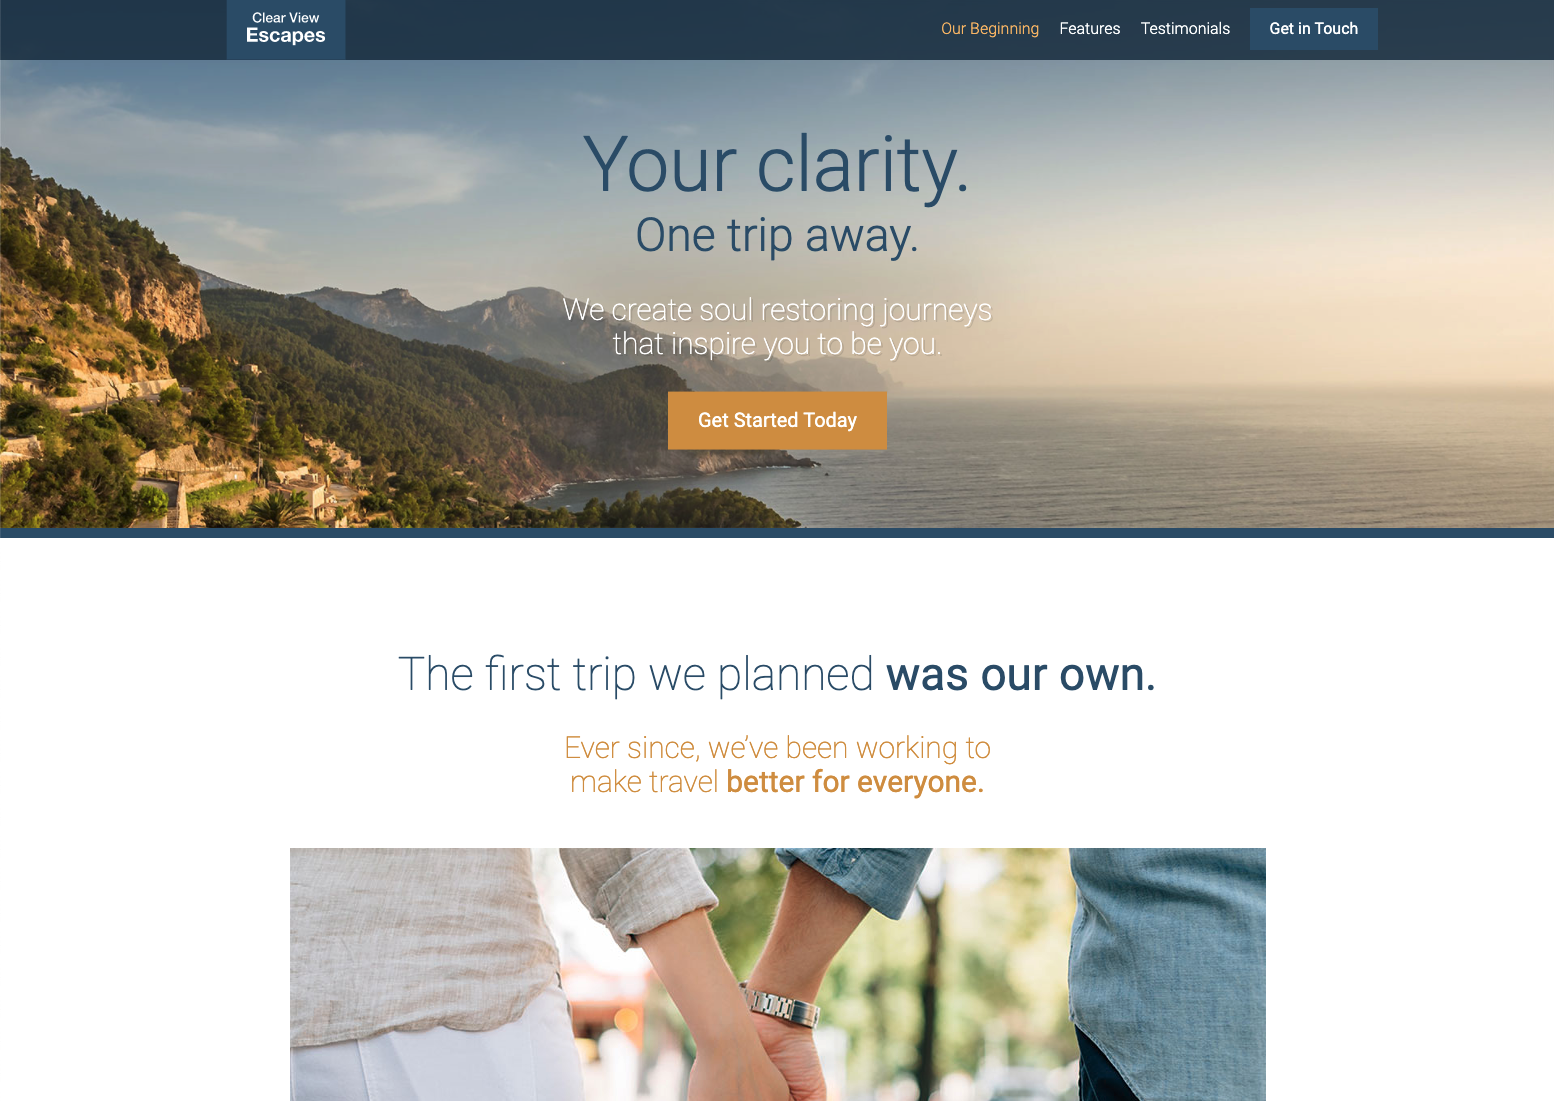 Clear View
Escapes
Our Beginning
Features
Testimonials
Get in Touch
Your clarity.
One trip away.
We create soul restoring journeys
that inspire you to be you.
Get Started Today
The first trip we planned was our own.
Ever since, we’ve been working to
make travel better for everyone.